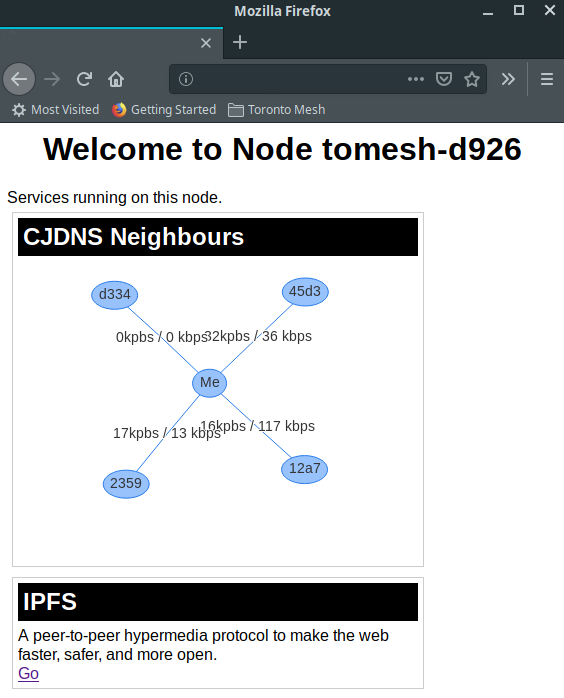 Mozilla Firefox
Most Visited Getting Started Toronto Mesh
Welcome to Node tomesh-d926
Services running on this node.
CJDNS Neighbours
d334 45d3
0kpbs / 0 kbps 32kpbs / 36 kbps
Me
17kpbs / 13 kbps 16kpbs / 117 kbps
2359 12a7
IPFS
A peer-to-peer hypermedia protocol to make the web
faster, safer, and more open.
Go